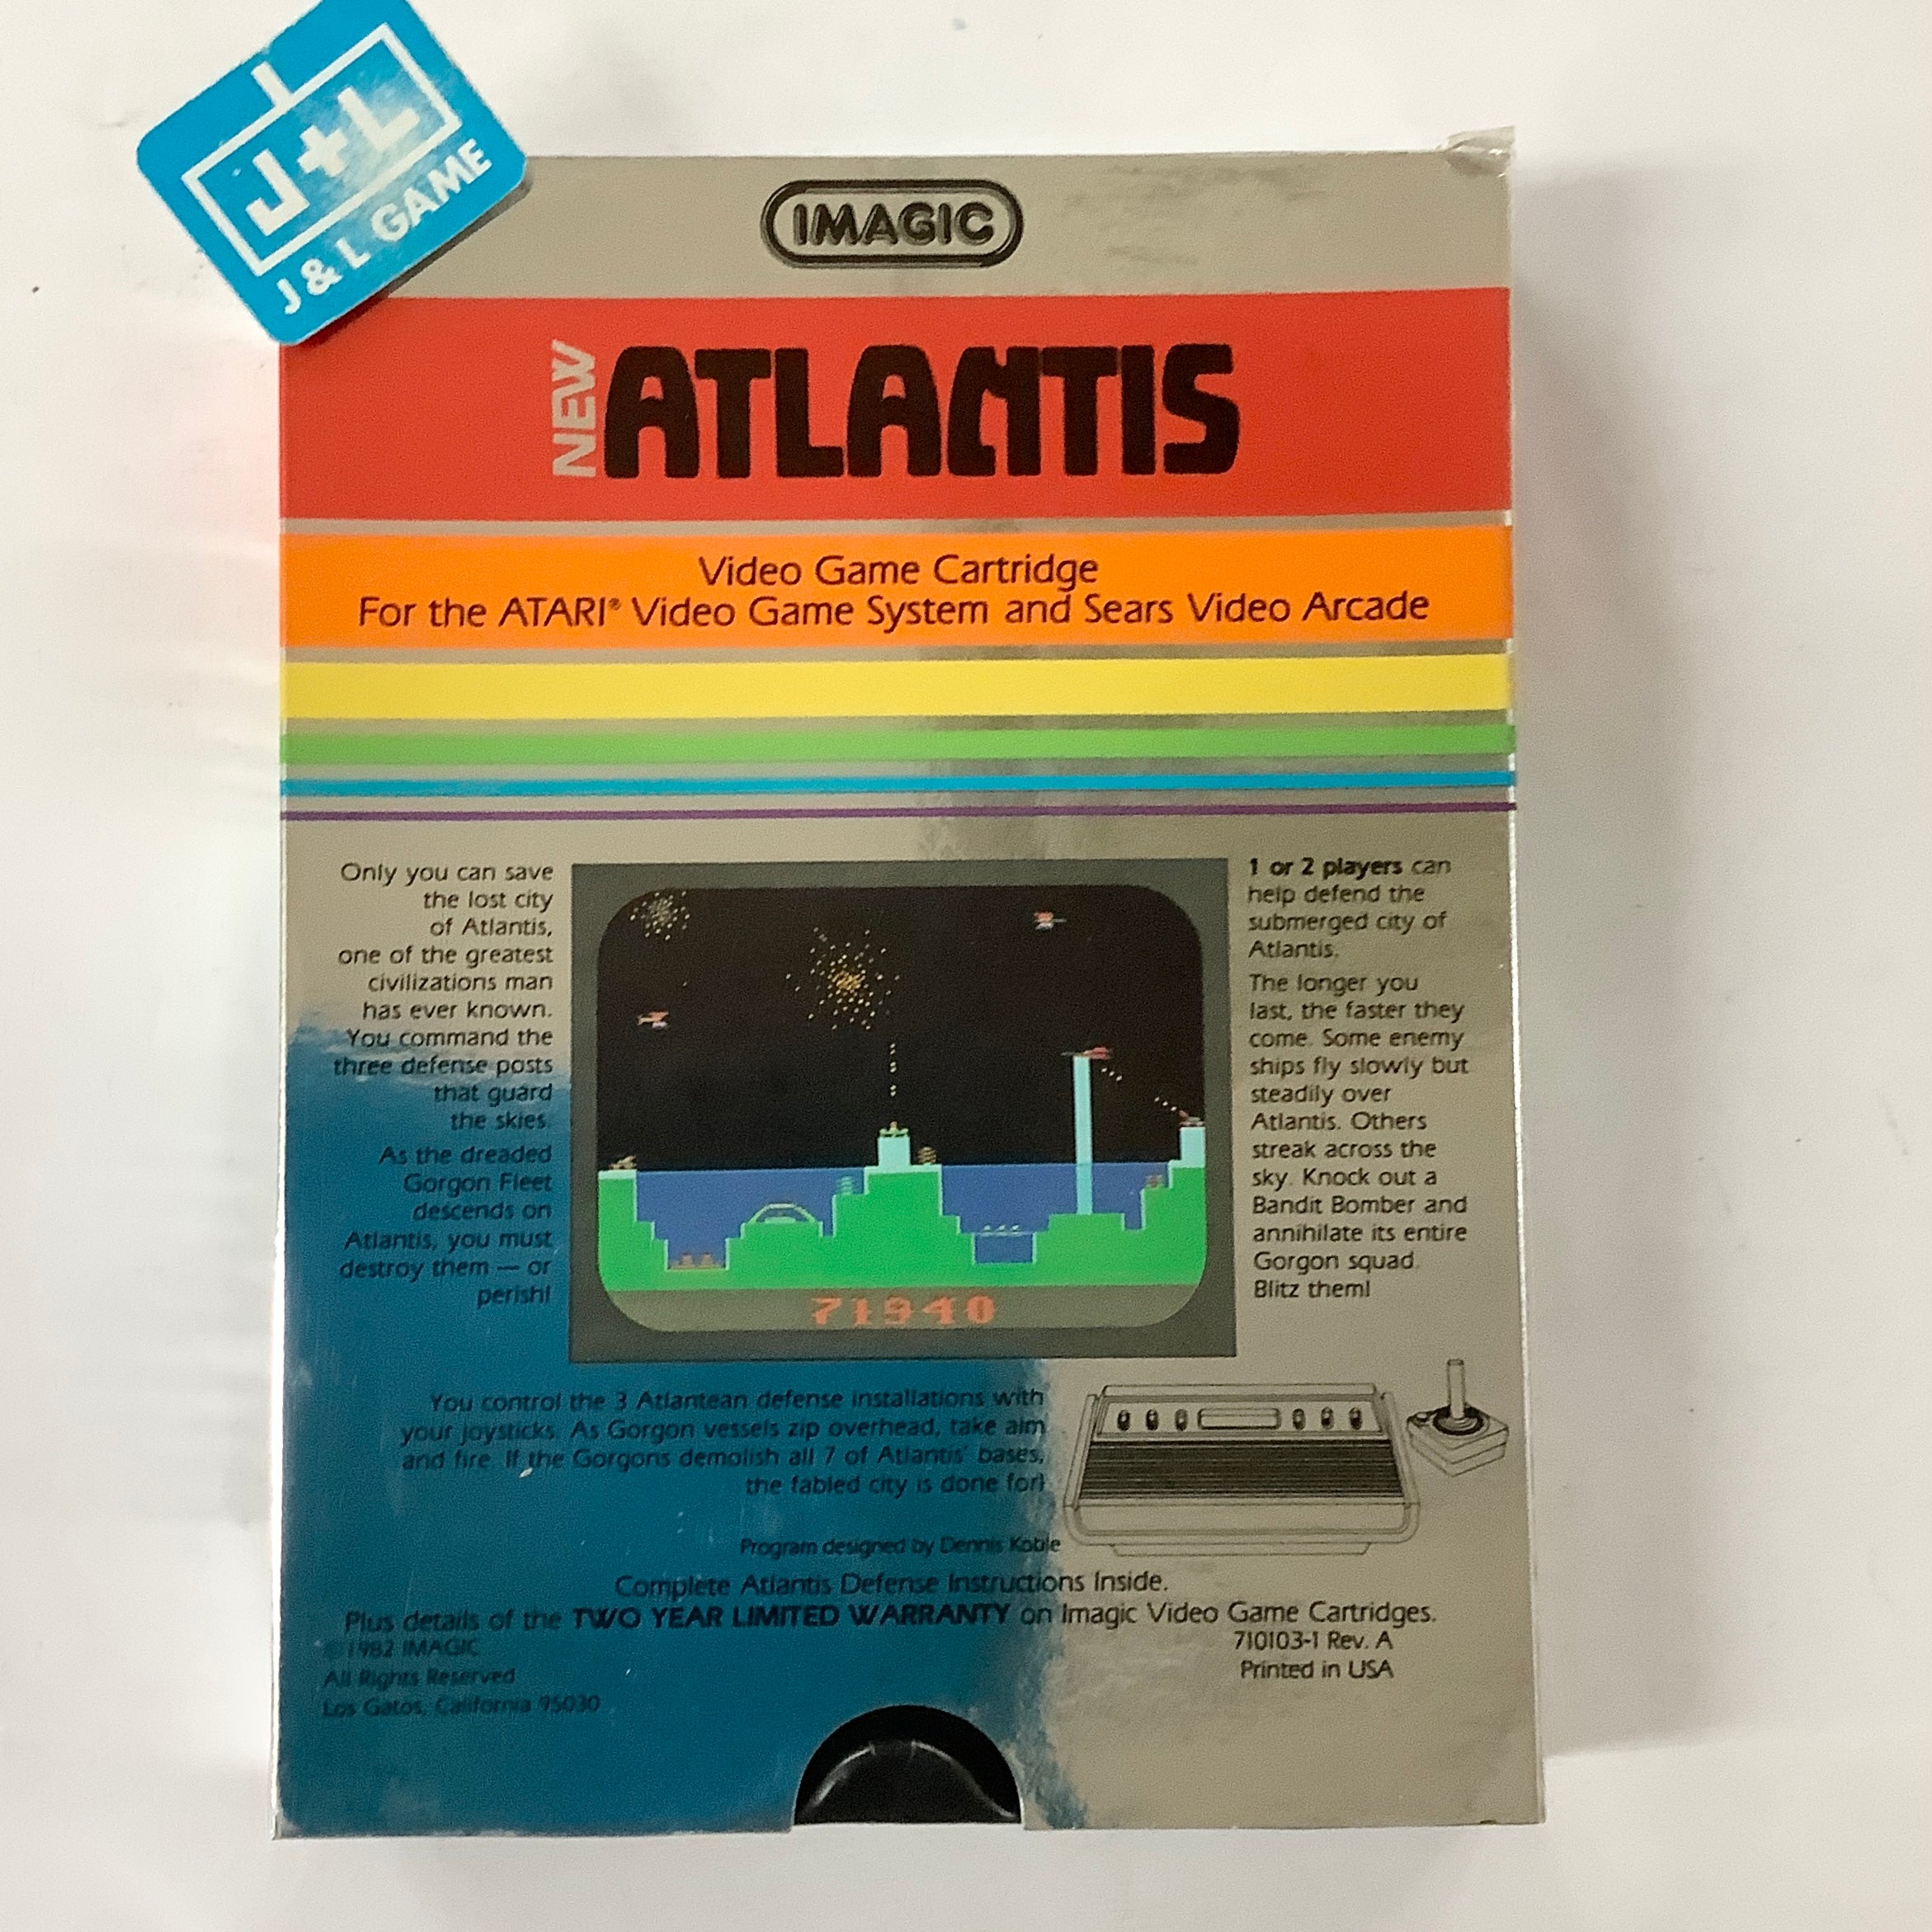 J+L
J & L GAME
IMAGIC
NEW ATLANTIS
Video Game Cartridge
For the ATARI® Video Game System and Sears Video Arcade
Only you can save
the lost city
of Atlantis,
one of the greatest
civilizations man
has ever known.
You command the
three defense posts
that guard
the skies.
As the dreaded
Gorgon Fleet
descends on
Atlantis, you must
destroy them — or
perish!
71940
1 or 2 players can
help defend the
submerged city of
Atlantis.
The longer you
last, the faster they
come. Some enemy
ships fly slowly but
steadily over
Atlantis. Others
streak across the
sky. Knock out a
Bandit Bomber and
annihilate its entire
Gorgon squad.
Blitz them!
You control the 3 Atlantean defense installations with
your joysticks. As Gorgon vessels zip overhead, take aim
and fire. If the Gorgons demolish all 7 of Atlantis' bases,
the fabled city is done for!
Program designed by Dennis Koble
Complete Atlantis Defense Instructions Inside.
Plus details of the TWO YEAR LIMITED WARRANTY on Imagic Video Game Cartridges.
©1982 IMAGIC
All Rights Reserved
Los Gatos, California 95030
710103-1 Rev. A
Printed in USA